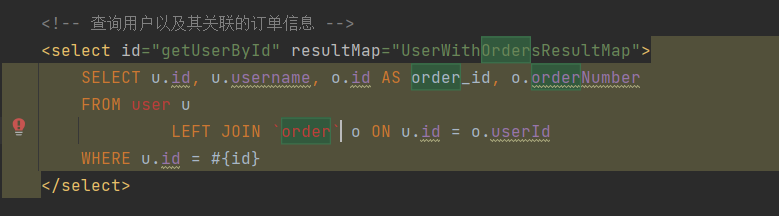 <!-- 查询用户以及其关联的订单信息 -->
<select id="getUserById" resultMap="UserWithOrdersResultMap">
SELECT u.id, u.username, o.id AS order_id, o.orderNumber
FROM user u
LEFT JOIN `order` o ON u.id = o.userId
WHERE u.id = #{id}
</select>